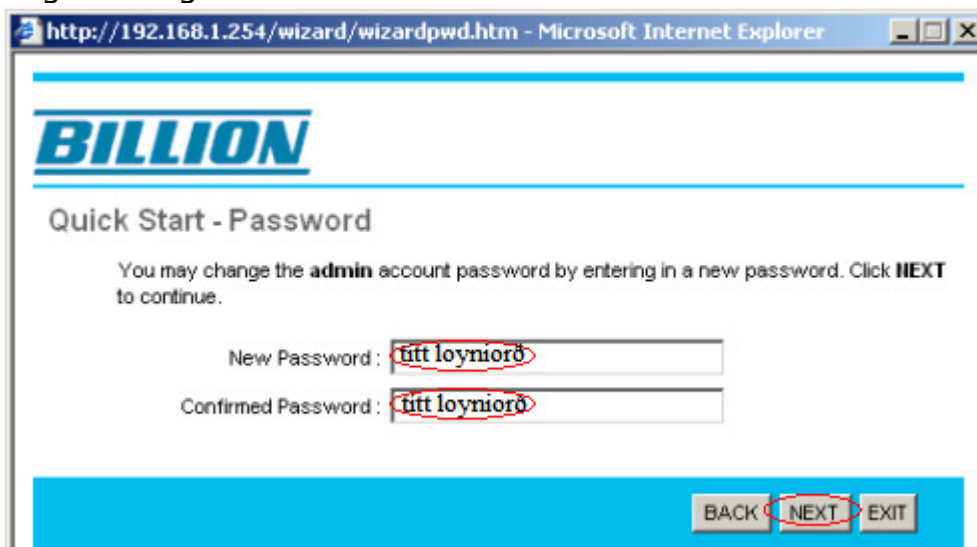 http://192.168.1.254/wizard/wizardpwd.htm - Microsoft Internet Explorer
BILLION
Quick Start - Password
You may change the admin account password by entering in a new password. Click NEXT
to continue.
New Password : títt loyniorð
Confirmed Password : títt loyniorð
BACK NEXT EXIT